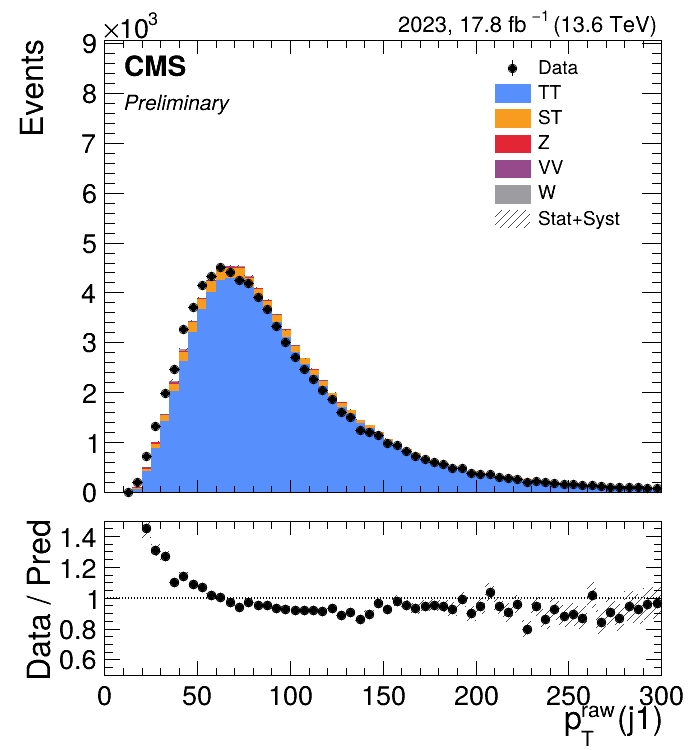 2023, 17.8 fb⁻¹ (13.6 TeV)
×10³
Events
CMS
Preliminary
Data
TT
ST
Z
VV
W
Stat+Syst
9
8
7
6
5
4
3
2
1
0
Data / Pred
1.4
1.2
1
0.8
0.6
0 50 100 150 200 250 300
p_T^raw(j1)